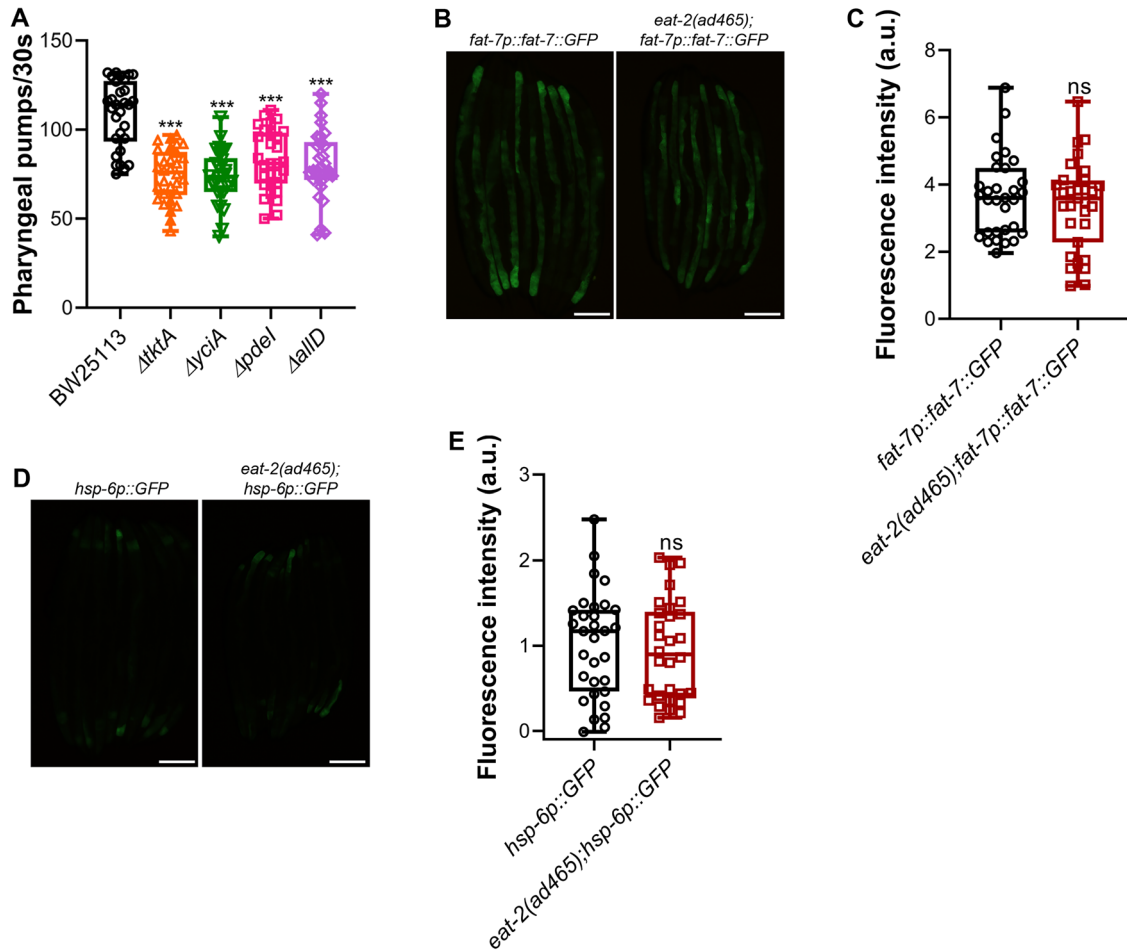 A
Pharyngeal pumps/30s
150
100
50
0
***
***
***
***
BW25113
ΔtktA
ΔyciA
ΔpdeI
ΔallD
B
fat-7p::fat-7::GFP
eat-2(ad465);
fat-7p::fat-7::GFP
C
Fluorescence intensity (a.u.)
8
6
4
2
0
ns
fat-7p::fat-7::GFP
eat-2(ad465);fat-7p::fat-7::GFP
D
hsp-6p::GFP
eat-2(ad465);
hsp-6p::GFP
E
Fluorescence intensity (a.u.)
3
2
1
0
ns
hsp-6p::GFP
eat-2(ad465);hsp-6p::GFP